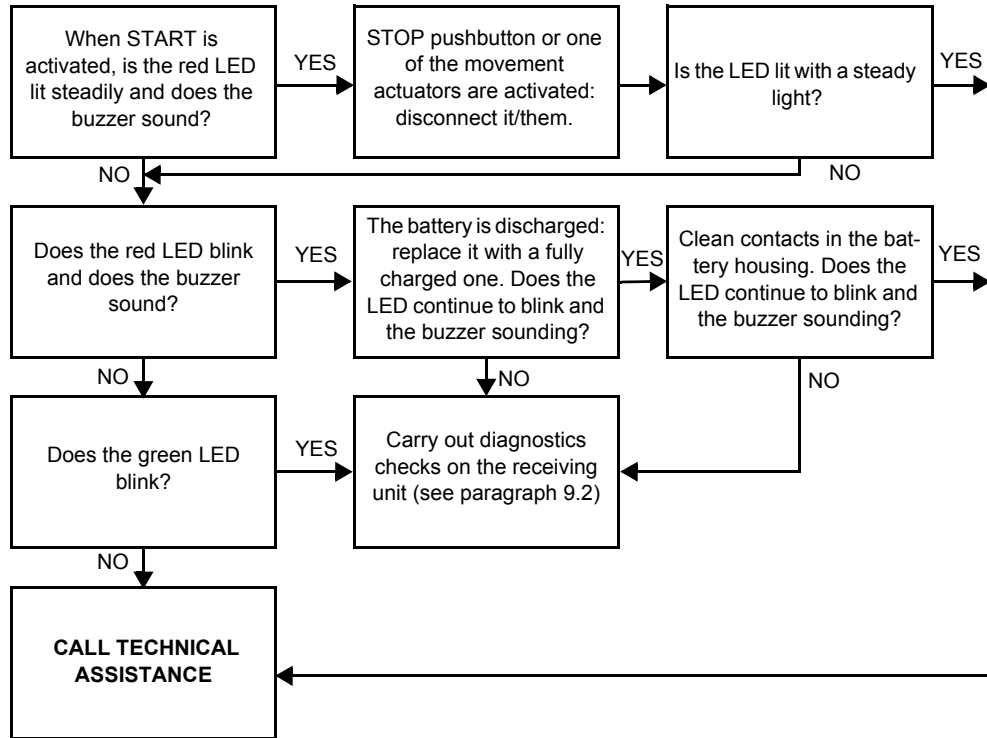 When START is
activated, is the red LED
lit steadily and does the
buzzer sound?
YES
STOP pushbutton or one
of the movement
actuators are activated:
disconnect it/them.
Is the LED lit with a steady
light?
YES
NO
NO
Does the red LED blink
and does the buzzer
sound?
YES
The battery is discharged:
replace it with a fully
charged one. Does the
LED continue to blink and
the buzzer sounding?
YES
Clean contacts in the bat-
tery housing. Does the
LED continue to blink and
the buzzer sounding?
YES
NO
NO
NO
Does the green LED
blink?
YES
Carry out diagnostics
checks on the receiving
unit (see paragraph 9.2)
NO
CALL TECHNICAL
ASSISTANCE